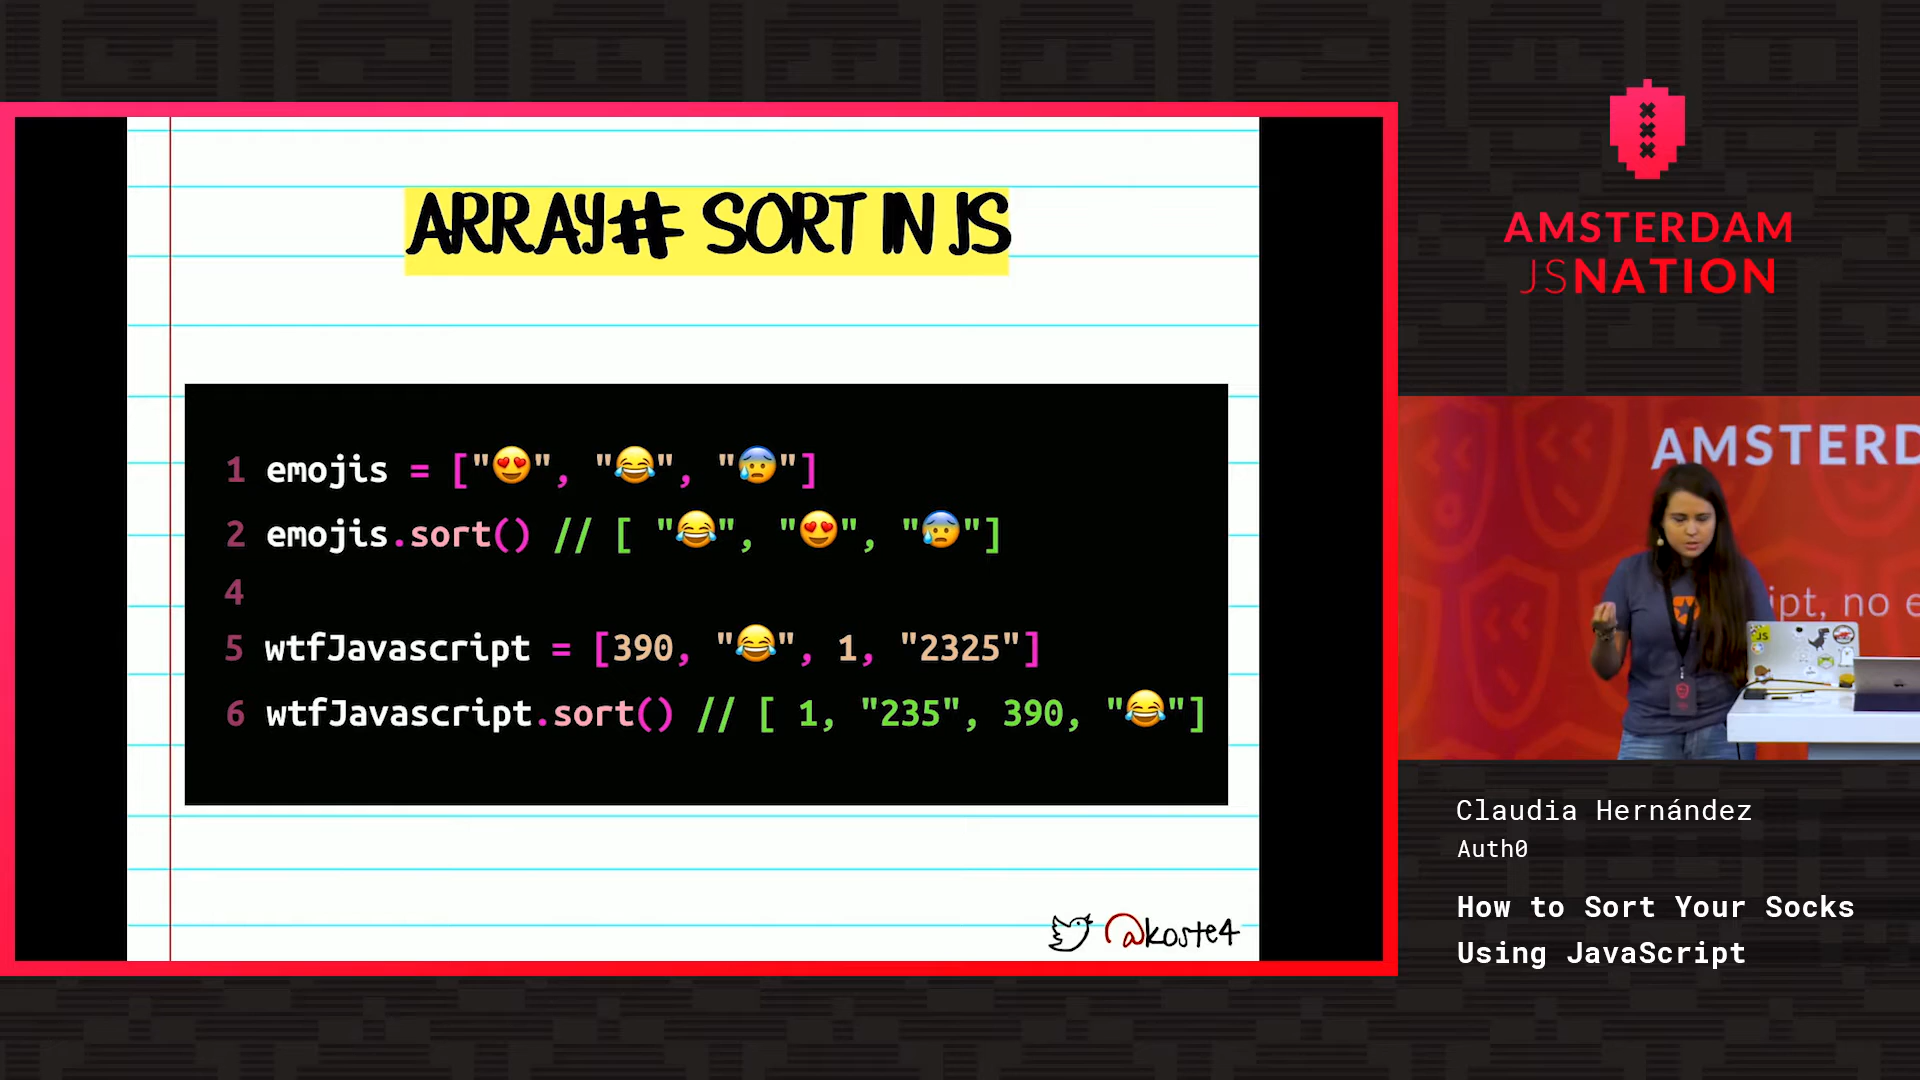 ARRAY# SORT IN JS
1 emojis = ["😍", "😂", "😰"]
2 emojis.sort() // [ "😂", "😍", "😰"]
4
5 wtfJavascript = [390, "😂", 1, "2325"]
6 wtfJavascript.sort() // [ 1, "235", 390, "😂"]
@koste4
AMSTERDAM
JSNATION
AMSTERD
ipt, no e
JS
Claudia Hernández
Auth0
How to Sort Your Socks
Using JavaScript